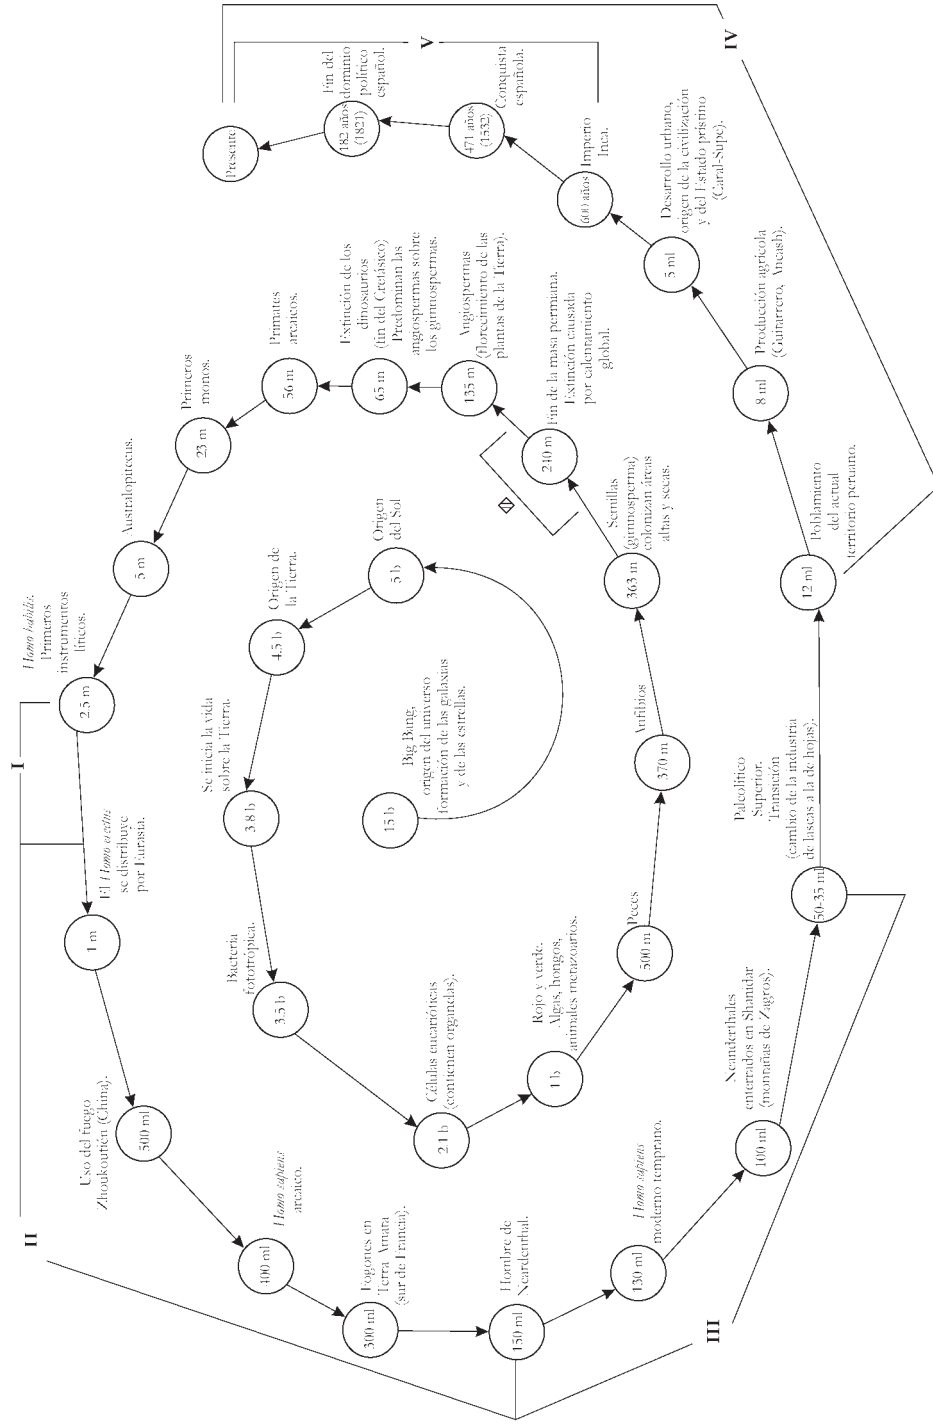 15 b
Big Bang,
origen del universo
formación de las galaxias
y de las estrellas.
5 b
Origen
del Sol
4.5 b
Origen de
la Tierra.
3.8 b
Se inicia la vida
sobre la Tierra.
3.5 b
Bacteria
fototrópica.
2.1 b
Células eucarióticas
(contienen organelas).
1 b
Rojo y verde.
Algas, hongos,
animales metazoarios.
500 m
Peces
370 m
Anfibios
363 m
Semillas
(gimnosperma)
colonizan áreas
altas y secas.
240 m
Fin de la masa permiana.
Extinción causada
por calentamiento
global.
135 m
Angiospermas
(florecimiento de las
plantas de la Tierra).
65 m
Extinción de los
dinosaurios
(fin del Cretásico)
Predominan las
angiospermas sobre
los gimnospermas.
56 m
Primates
arcaicos.
23 m
Primeros
monos.
5 m
Australopitecus.
2.5 m
Homo habilis.
Primeros
instrumentos
líticos.
I
1 m
El Homo erectus
se distribuye
por Eurasia.
500 ml
Uso del fuego
Zhoukoutién (China).
II
400 ml
Homo sapiens
arcaico.
300 ml
Fogones en
Terra Amata
(sur de Francia).
150 ml
Hombre de
Neardenthal.
130 ml
Homo sapiens
moderno temprano.
100 ml
Neanderthales
enterrados en Shanidar
(montañas de Zagros).
III
50-35 ml
Paleolítico
Superior.
Transición
(cambio de la industria
de lascas a la de hojas).
12 ml
Poblamiento
del actual
territorio peruano.
8 ml
Producción agrícola
(Guitarrero, Ancash).
5 ml
Desarrollo urbano,
origen de la civilización
y del Estado prístino
(Caral-Supe).
600 años
Imperio
Inca.
471 años
(1532)
Conquista
española.
182 años
(1821)
Fin del
dominio
político
español.
Presente
IV
V